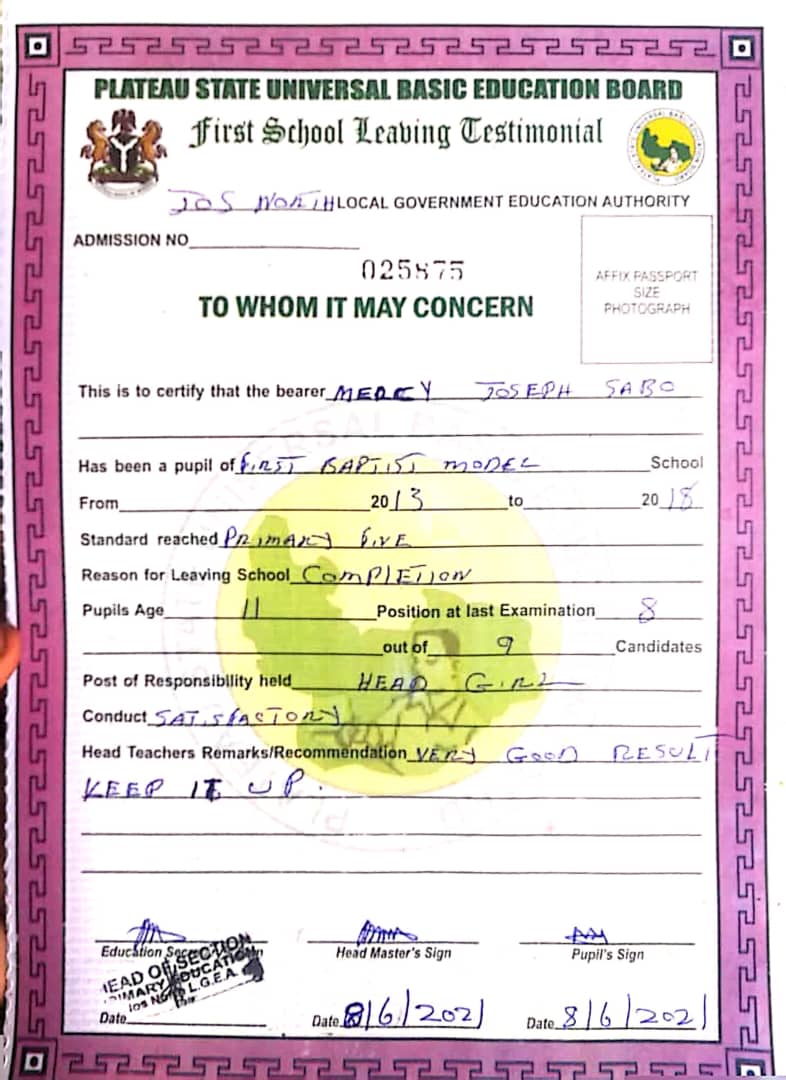 PLATEAU STATE UNIVERSAL BASIC EDUCATION BOARD
First School Leaving Testimonial
JOS NORTH LOCAL GOVERNMENT EDUCATION AUTHORITY
ADMISSION NO
025875
AFFIX PASSPORT
SIZE
PHOTOGRAPH
TO WHOM IT MAY CONCERN
This is to certify that the bearer MERCY JOSEPH SABO
Has been a pupil of FIRST BAPTIST MODEL School
From 2013 to 2018
Standard reached PRIMARY FIVE
Reason for Leaving School COMPLETION
Pupils Age 11 Position at last Examination 8
out of 9 Candidates
Post of Responsibility held HEAD GIRL
Conduct SATISFACTORY
Head Teachers Remarks/Recommendation VERY GOOD RESULT
KEEP IT UP.
Education Head Master's Sign Pupil's Sign
HEAD OF SECTION
PRIMARY EDUCATION
Jos North L.G.E.A.
Date Date 8/6/2021 Date 8/6/2021